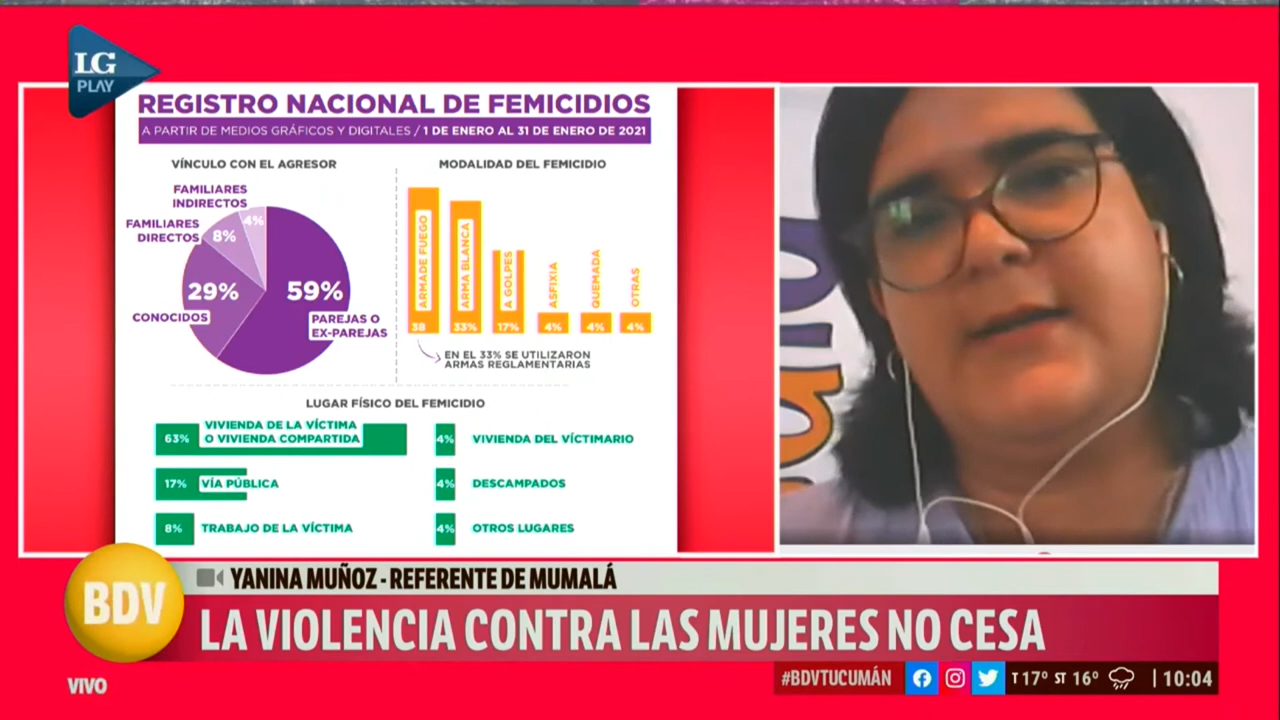 LG
PLAY
REGISTRO NACIONAL DE FEMICIDIOS
A PARTIR DE MEDIOS GRÁFICOS Y DIGITALES / 1 DE ENERO AL 31 DE ENERO DE 2021
VÍNCULO CON EL AGRESOR
FAMILIARES
INDIRECTOS
4%
FAMILIARES
DIRECTOS
8%
29%
CONOCIDOS
59%
PAREJAS O
EX-PAREJAS
MODALIDAD DEL FEMICIDIO
ARMADE FUEGO
38
ARMA BLANCA
33%
A GOLPES
17%
ASFIXIA
4%
QUEMADA
4%
OTRAS
4%
EN EL 33% SE UTILIZARON
ARMAS REGLAMENTARIAS
LUGAR FÍSICO DEL FEMICIDIO
63%
VIVIENDA DE LA VÍCTIMA
O VIVIENDA COMPARTIDA
17% VÍA PÚBLICA
8% TRABAJO DE LA VÍCTIMA
4% VIVIENDA DEL VÍCTIMARIO
4% DESCAMPADOS
4% OTROS LUGARES
BDV
YANINA MUÑOZ - REFERENTE DE MUMALÁ
LA VIOLENCIA CONTRA LAS MUJERES NO CESA
VIVO
#BDVTUCUMÁN
T 17º ST 16º
10:04